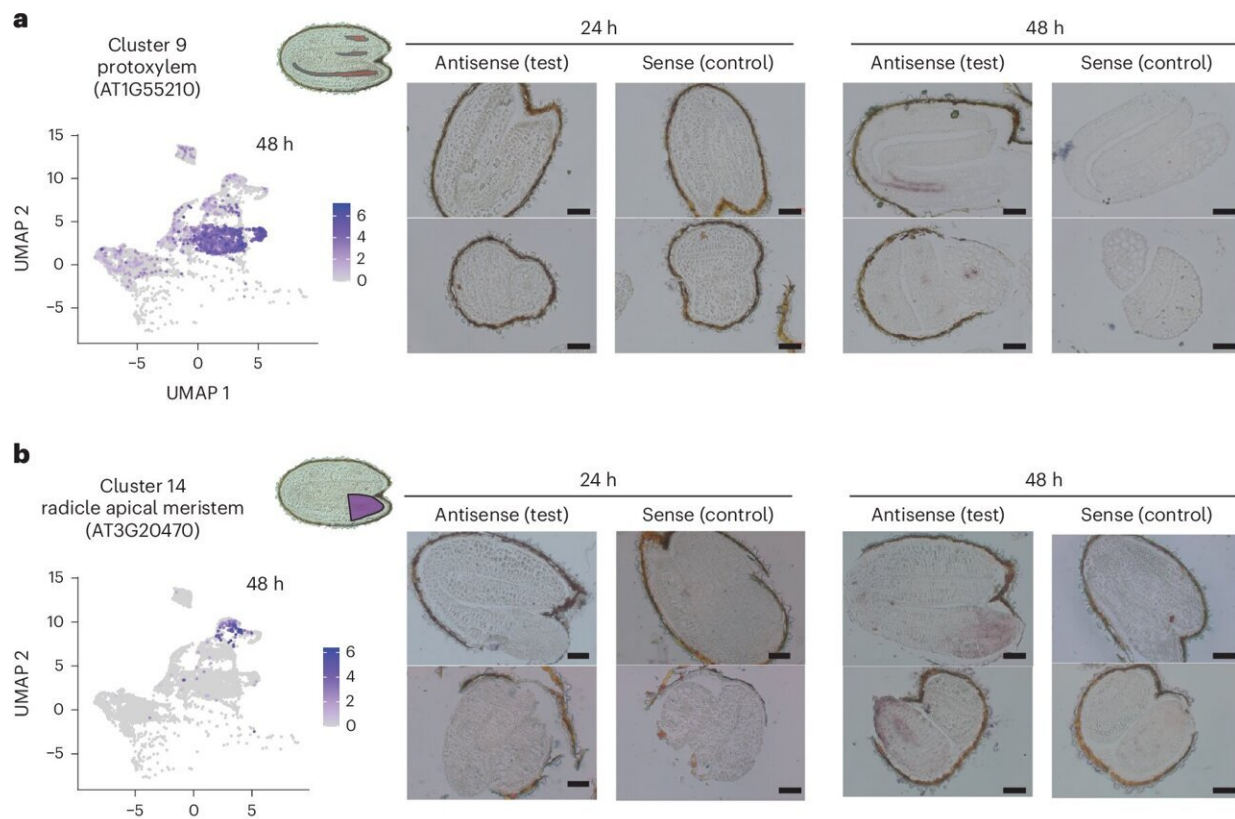 a
Cluster 9
protoxylem
(AT1G55210)
24 h
48 h
Antisense (test)
Sense (control)
Antisense (test)
Sense (control)
48 h
15
10
5
0
−5
UMAP 2
−5
0
5
UMAP 1
6
4
2
0
b
Cluster 14
radicle apical meristem
(AT3G20470)
24 h
48 h
Antisense (test)
Sense (control)
Antisense (test)
Sense (control)
48 h
15
10
5
0
−5
UMAP 2
−5
0
5
6
4
2
0